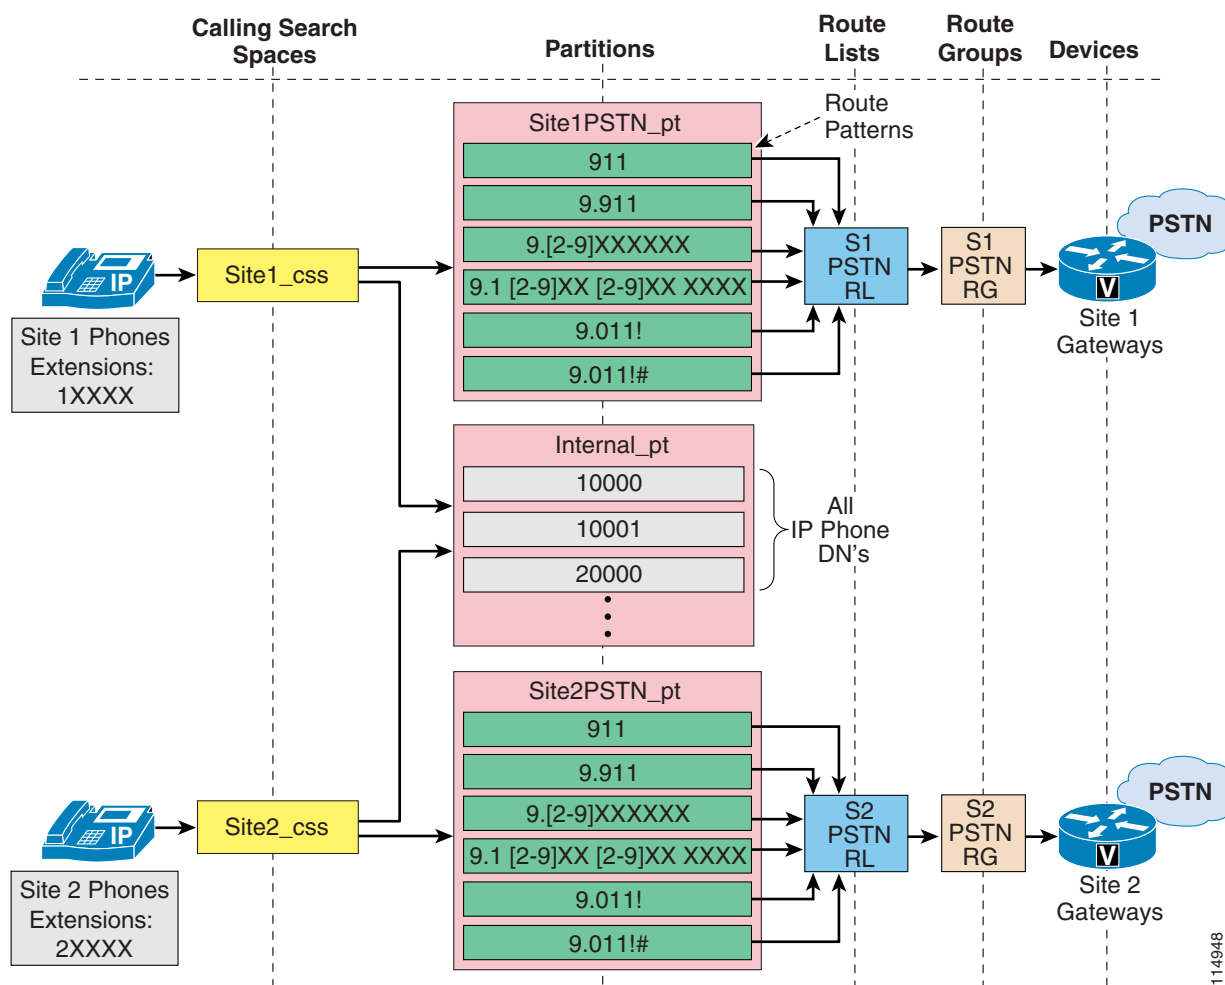 Calling Search
Spaces
Partitions
Route
Lists
Route
Groups
Devices
Route
Patterns
Site1PSTN_pt
911
9.911
9.[2-9]XXXXXX
9.1 [2-9]XX [2-9]XX XXXX
9.011!
9.011!#
IP
Site1_css
S1
PSTN
RL
S1
PSTN
RG
V
PSTN
Site 1
Gateways
Site 1 Phones
Extensions:
1XXXX
Internal_pt
10000
10001
20000
All
IP Phone
DN's
Site2PSTN_pt
911
9.911
9.[2-9]XXXXXX
9.1 [2-9]XX [2-9]XX XXXX
9.011!
9.011!#
IP
Site2_css
S2
PSTN
RL
S2
PSTN
RG
V
PSTN
Site 2
Gateways
Site 2 Phones
Extensions:
2XXXX
114948